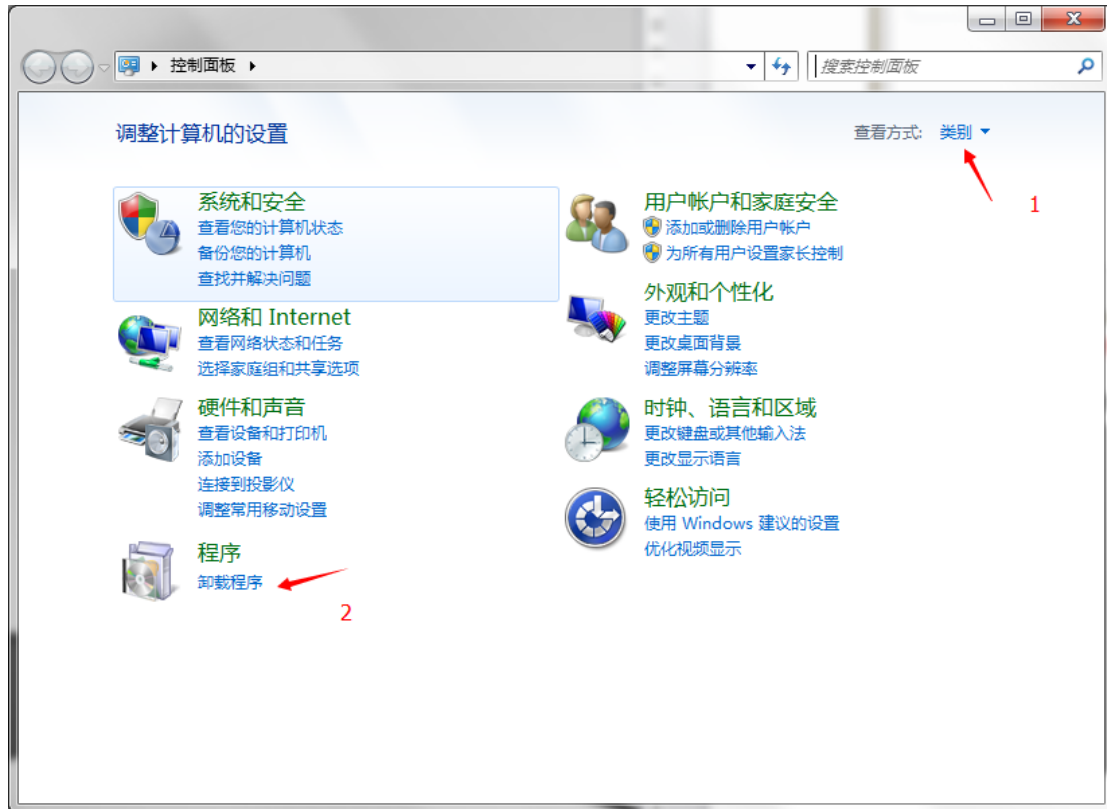 控制面板
搜索控制面板
调整计算机的设置
查看方式: 类别
1
系统和安全
查看您的计算机状态
备份您的计算机
查找并解决问题
网络和 Internet
查看网络状态和任务
选择家庭组和共享选项
硬件和声音
查看设备和打印机
添加设备
连接到投影仪
调整常用移动设置
程序
卸载程序
2
用户帐户和家庭安全
添加或删除用户帐户
为所有用户设置家长控制
外观和个性化
更改主题
更改桌面背景
调整屏幕分辨率
时钟、语言和区域
更改键盘或其他输入法
更改显示语言
轻松访问
使用 Windows 建议的设置
优化视频显示